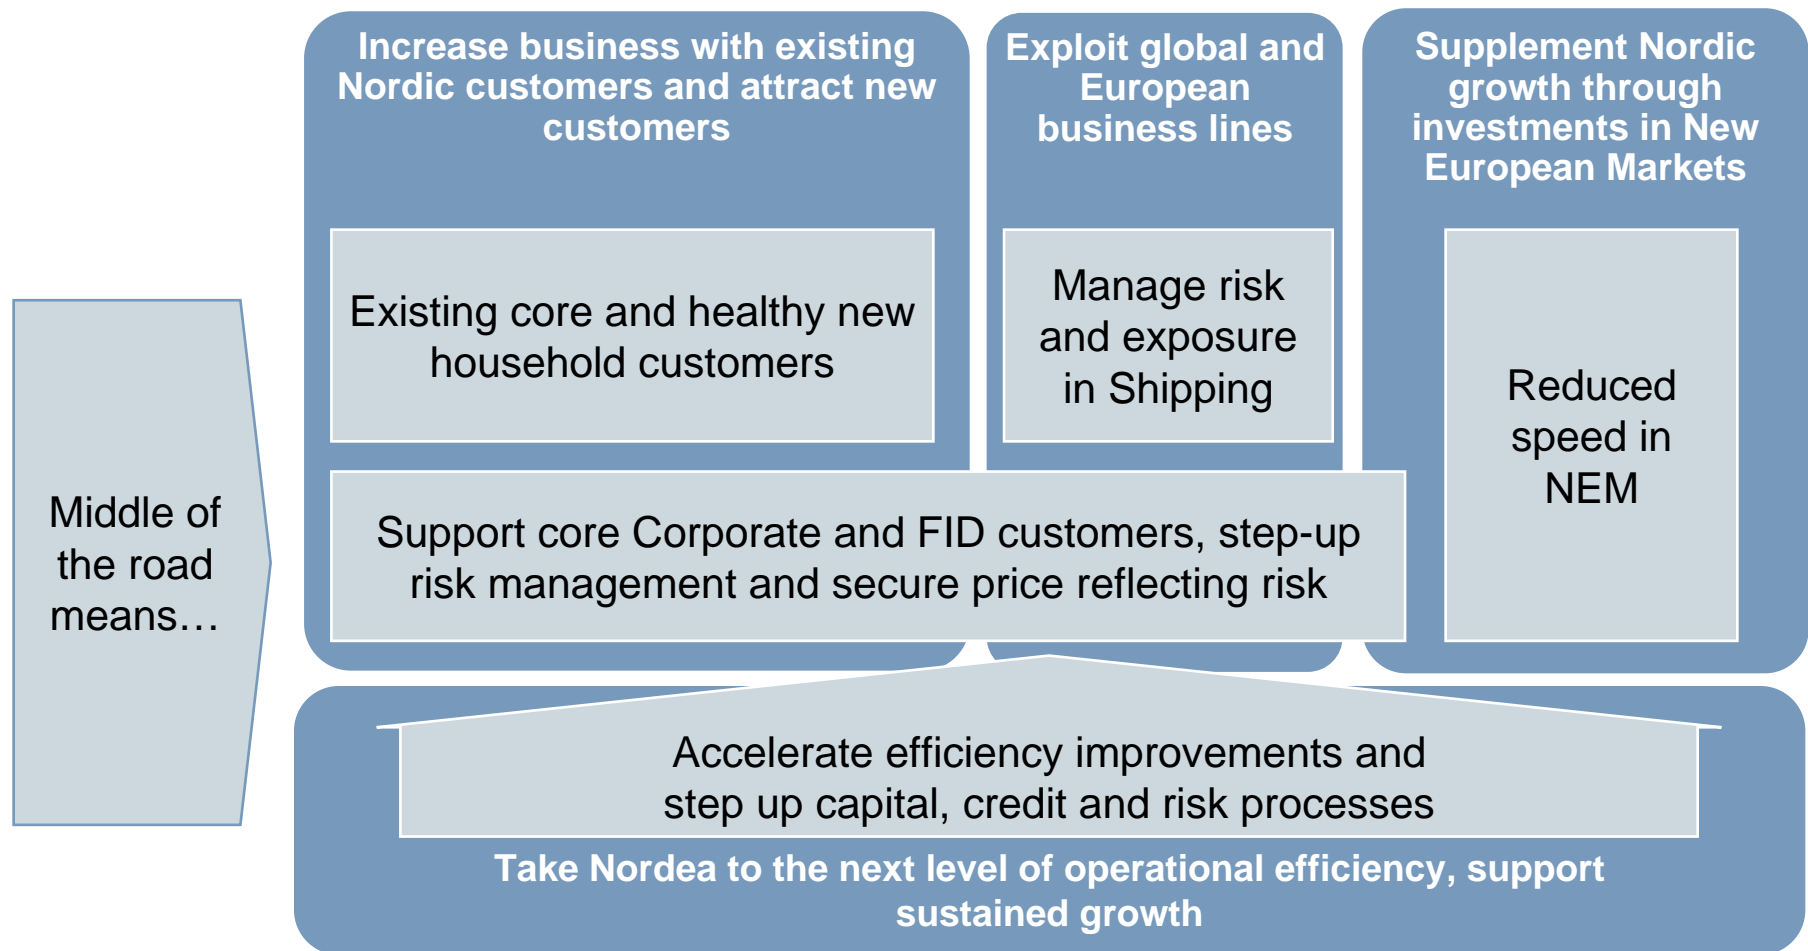 Increase business with existing
Nordic customers and attract new
customers
Exploit global and
European
business lines
Supplement Nordic
growth through
investments in New
European Markets
Middle of
the road
means…
Existing core and healthy new
household customers
Manage risk
and exposure
in Shipping
Reduced
speed in
NEM
Support core Corporate and FID customers, step-up
risk management and secure price reflecting risk
Accelerate efficiency improvements and
step up capital, credit and risk processes
Take Nordea to the next level of operational efficiency, support
sustained growth